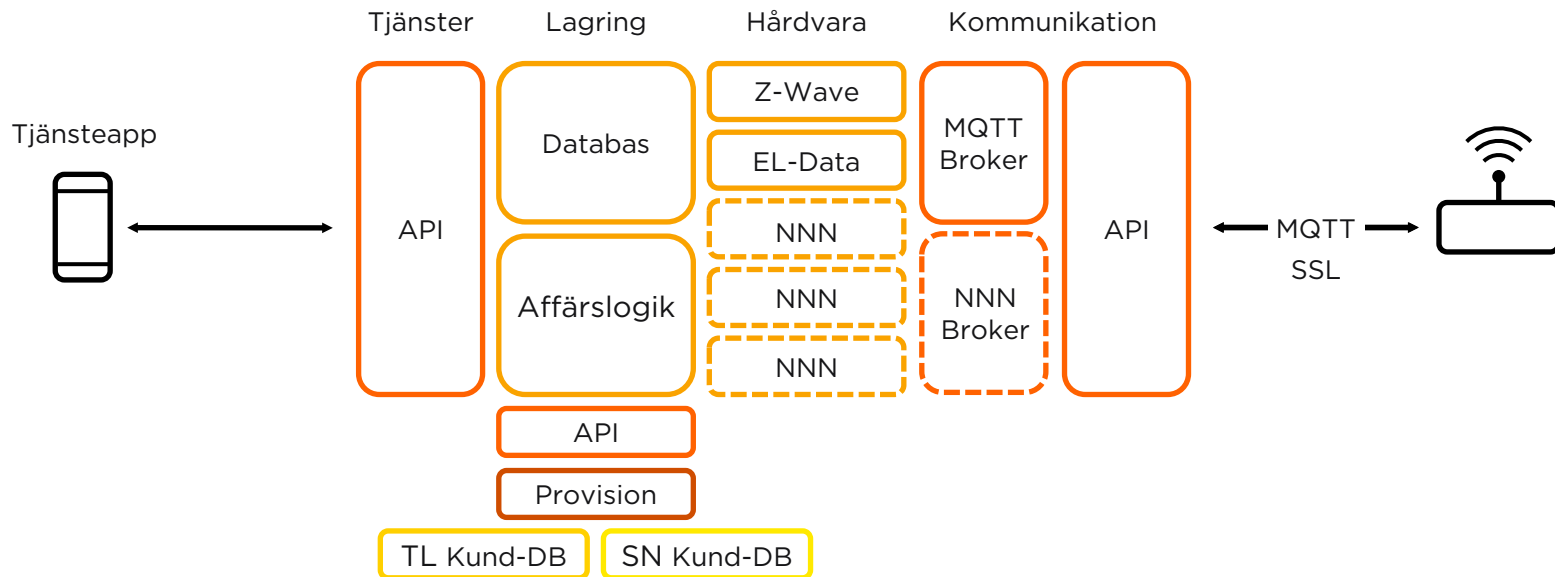 Tjänster
Lagring
Hårdvara
Kommunikation
Tjänsteapp
API
Databas
Affärslogik
Z-Wave
EL-Data
NNN
NNN
NNN
MQTT
Broker
NNN
Broker
API
MQTT
SSL
API
Provision
TL Kund-DB
SN Kund-DB